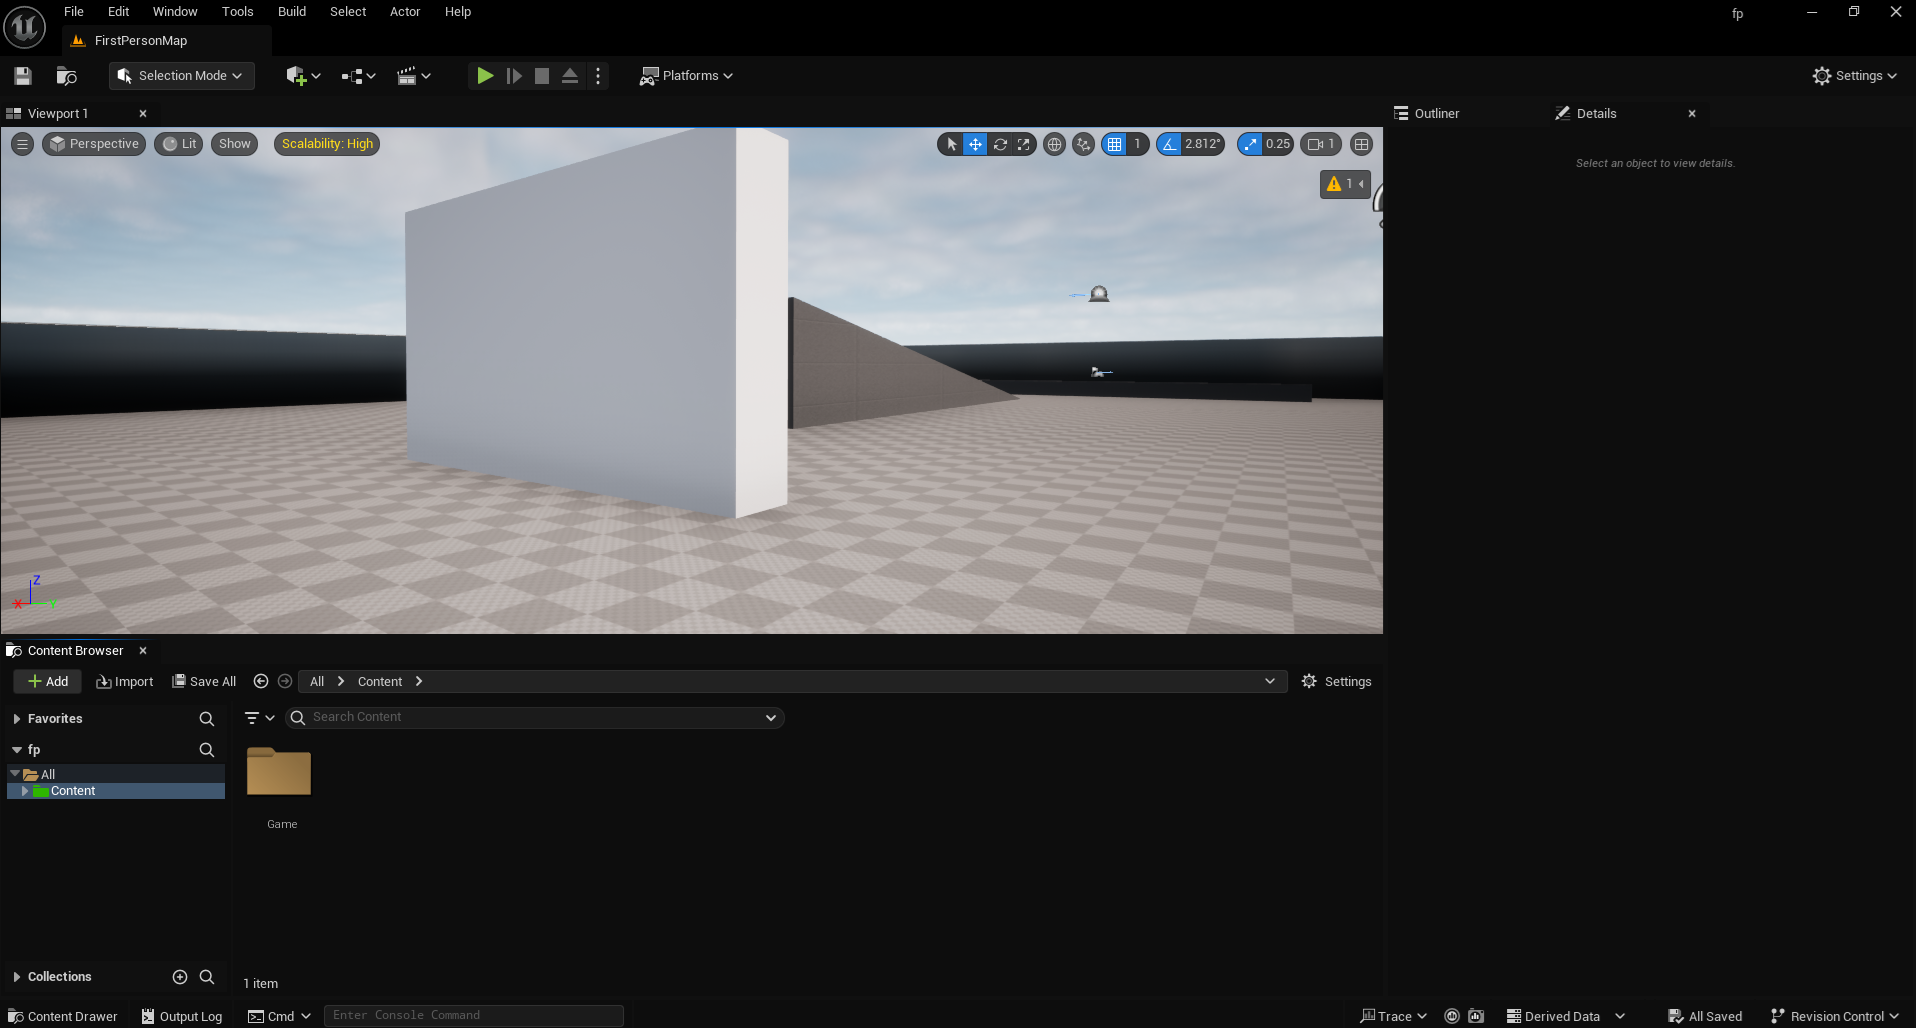 File Edit Window Tools Build Select Actor Help
fp
FirstPersonMap
Selection Mode
Platforms
Settings
Viewport 1
Outliner
Details
Perspective
Lit
Show
Scalability: High
1
2.812°
0.25
1
Select an object to view details.
1
Z
X
Y
Content Browser
Add
Import
Save All
All
Content
Settings
Favorites
Search Content
fp
All
Content
Game
Collections
1 item
Content Drawer
Output Log
Cmd
Enter Console Command
Trace
Derived Data
All Saved
Revision Control